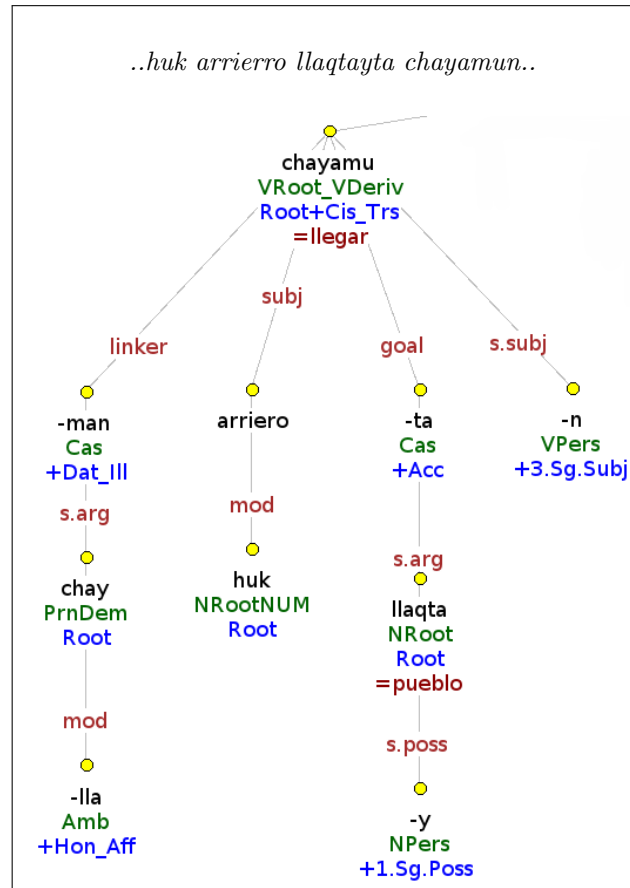 ..huk arrierro llaqtayta chayamun..
chayamu
VRoot_VDeriv
Root+Cis_Trs
=llegar
linker
subj
goal
s.subj
-man
Cas
+Dat_Ill
arriero
-ta
Cas
+Acc
-n
VPers
+3.Sg.Subj
s.arg
mod
s.arg
chay
PrnDem
Root
huk
NRootNUM
Root
llaqta
NRoot
Root
=pueblo
mod
s.poss
-lla
Amb
+Hon_Aff
-y
NPers
+1.Sg.Poss